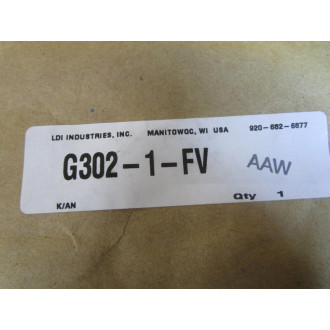 LDI INDUSTRIES, INC. MANITOWOC, WI USA 920-682-6877
G302-1-FV AAW
Qty 1
K/AN